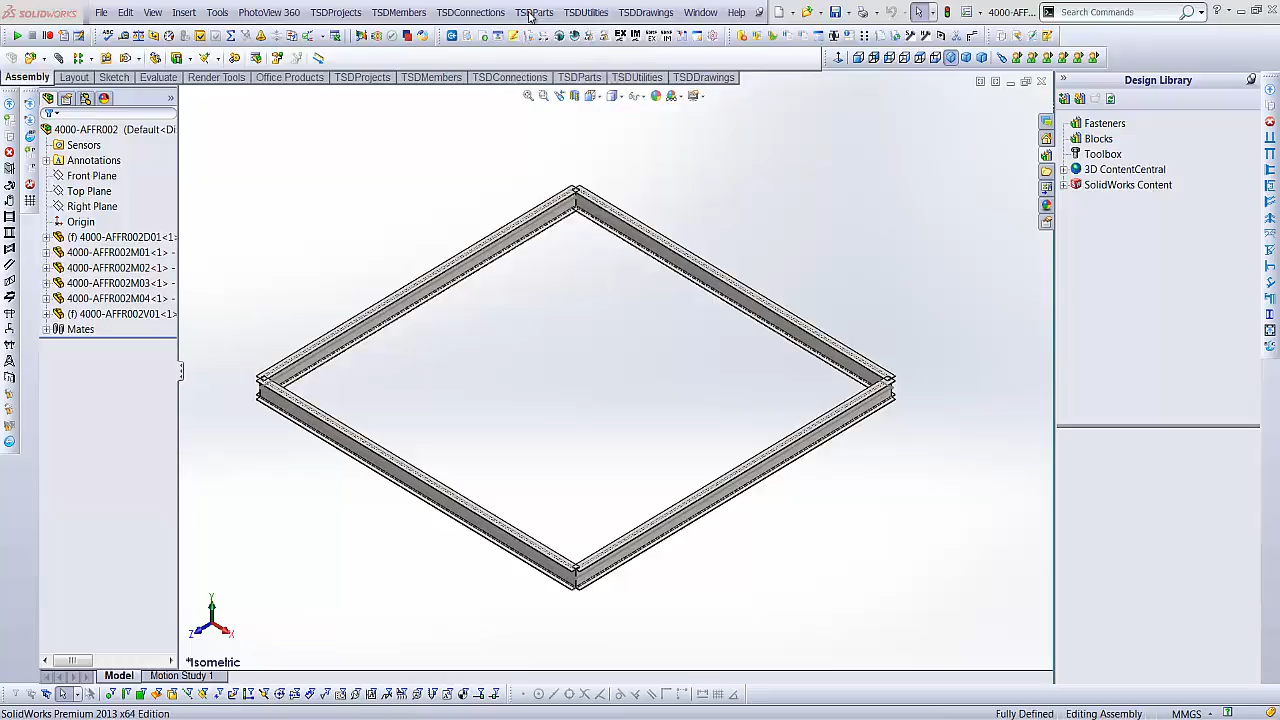 SOLIDWORKS File Edit View Insert Tools PhotoView 360 TSDProjects TSDMembers TSDConnections TSDParts TSDUtilities TSDDrawings Window Help 4000-AFF... Search Commands
Assembly Layout Sketch Evaluate Render Tools Office Products TSDProjects TSDMembers TSDConnections TSDParts TSDUtilities TSDDrawings
Design Library
4000-AFFR002 (Default<Di
Sensors
Annotations
Front Plane
Top Plane
Right Plane
Origin
(f) 4000-AFFR002D01<1>
4000-AFFR002M01<1> -
4000-AFFR002M02<1> -
4000-AFFR002M03<1> -
4000-AFFR002M04<1> -
(f) 4000-AFFR002V01<1>
Mates
Fasteners
Blocks
Toolbox
3D ContentCentral
SolidWorks Content
Y
Z X
*Isometric
Model Motion Study 1
SolidWorks Premium 2013 x64 Edition Fully Defined Editing Assembly MMGS